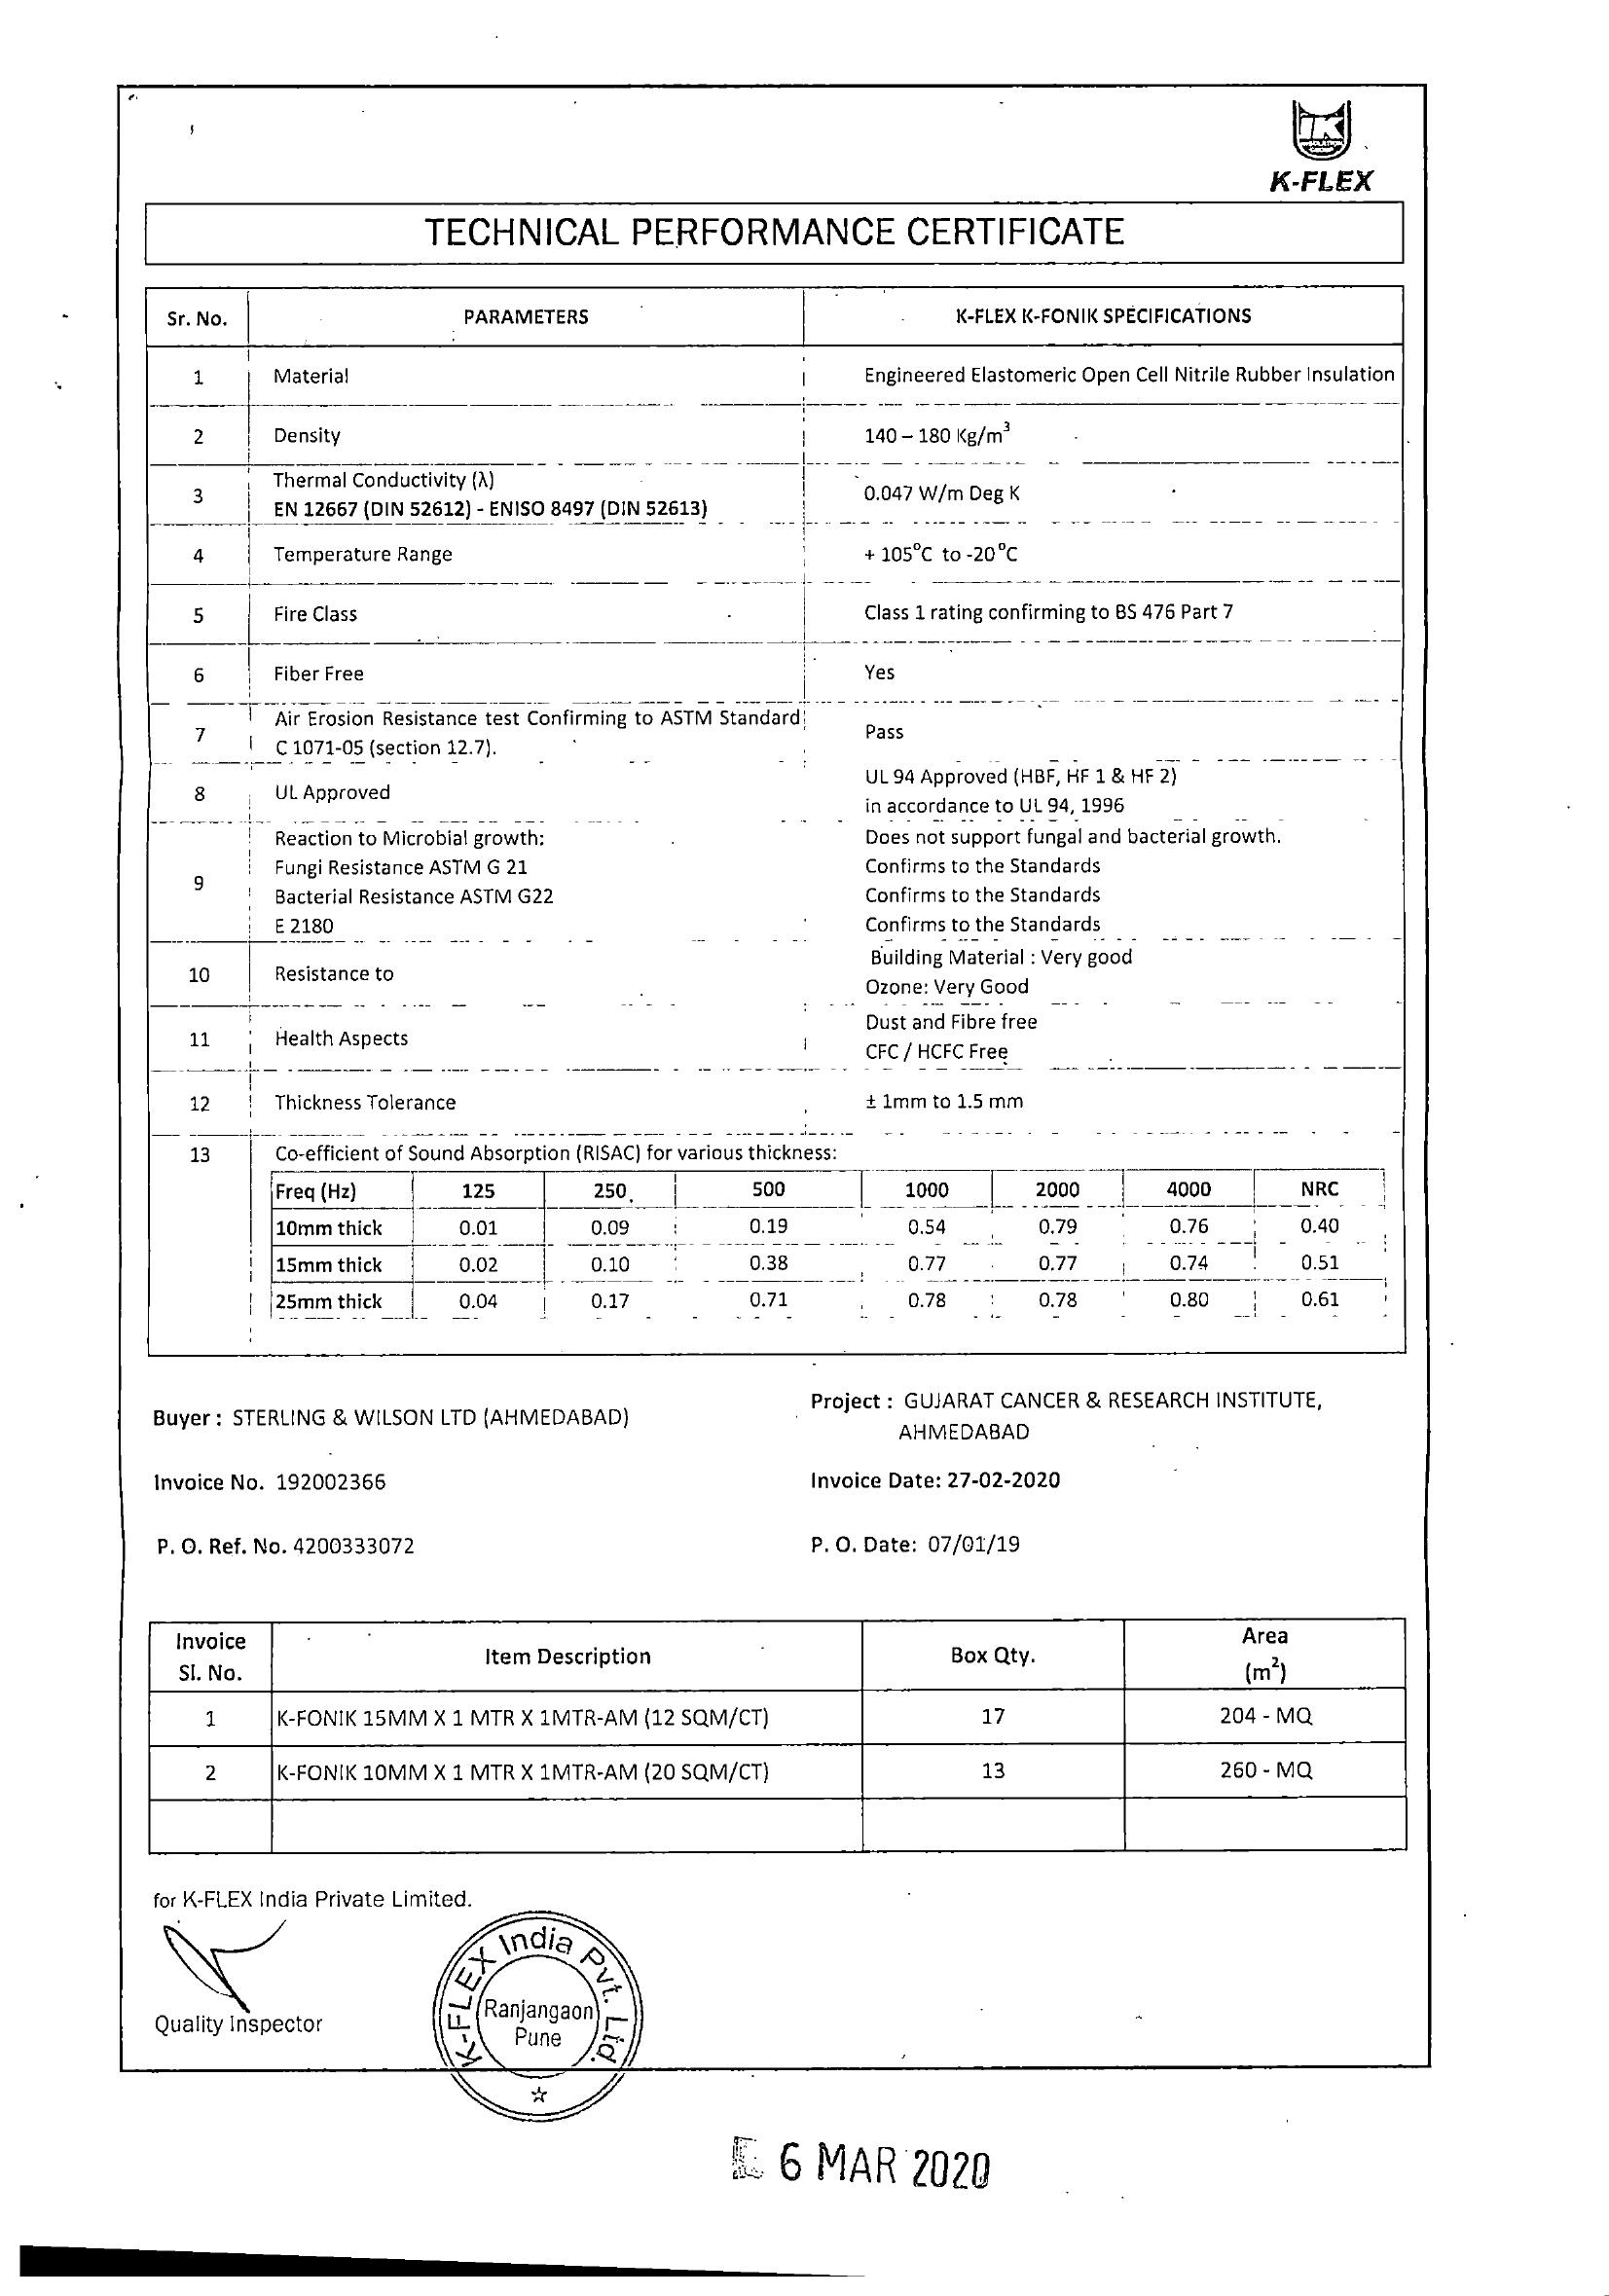 K-FLEX
TECHNICAL PERFORMANCE CERTIFICATE
Sr. No. PARAMETERS K-FLEX K-FONIK SPECIFICATIONS
1 Material Engineered Elastomeric Open Cell Nitrile Rubber Insulation
2 Density 140 – 180 Kg/m³
3 Thermal Conductivity (λ)
EN 12667 (DIN 52612) - ENISO 8497 (DIN 52613) 0.047 W/m Deg K
4 Temperature Range + 105°C to -20°C
5 Fire Class Class 1 rating confirming to BS 476 Part 7
6 Fiber Free Yes
7 Air Erosion Resistance test Confirming to ASTM Standard
C 1071-05 (section 12.7). Pass
8 UL Approved UL 94 Approved (HBF, HF 1 & HF 2)
in accordance to UL 94, 1996
9 Reaction to Microbial growth: Does not support fungal and bacterial growth.
Fungi Resistance ASTM G 21 Confirms to the Standards
Bacterial Resistance ASTM G22 Confirms to the Standards
E 2180 Confirms to the Standards
10 Resistance to Building Material : Very good
Ozone: Very Good
11 Health Aspects Dust and Fibre free
CFC / HCFC Free
12 Thickness Tolerance ± 1mm to 1.5 mm
13 Co-efficient of Sound Absorption (RISAC) for various thickness:
Freq (Hz) 125 250 500 1000 2000 4000 NRC
10mm thick 0.01 0.09 0.19 0.54 0.79 0.76 0.40
15mm thick 0.02 0.10 0.38 0.77 0.77 0.74 0.51
25mm thick 0.04 0.17 0.71 0.78 0.78 0.80 0.61
Buyer : STERLING & WILSON LTD (AHMEDABAD) Project : GUJARAT CANCER & RESEARCH INSTITUTE,
AHMEDABAD
Invoice No. 192002366 Invoice Date: 27-02-2020
P. O. Ref. No. 4200333072 P. O. Date: 07/01/19
Invoice
Sl. No. Item Description Box Qty. Area
(m²)
1 K-FONIK 15MM X 1 MTR X 1MTR-AM (12 SQM/CT) 17 204 - MQ
2 K-FONIK 10MM X 1 MTR X 1MTR-AM (20 SQM/CT) 13 260 - MQ
for K-FLEX India Private Limited.
Quality Inspector
K-FLEX India Pvt. Ltd.
Ranjangaon
Pune
6 MAR 2020